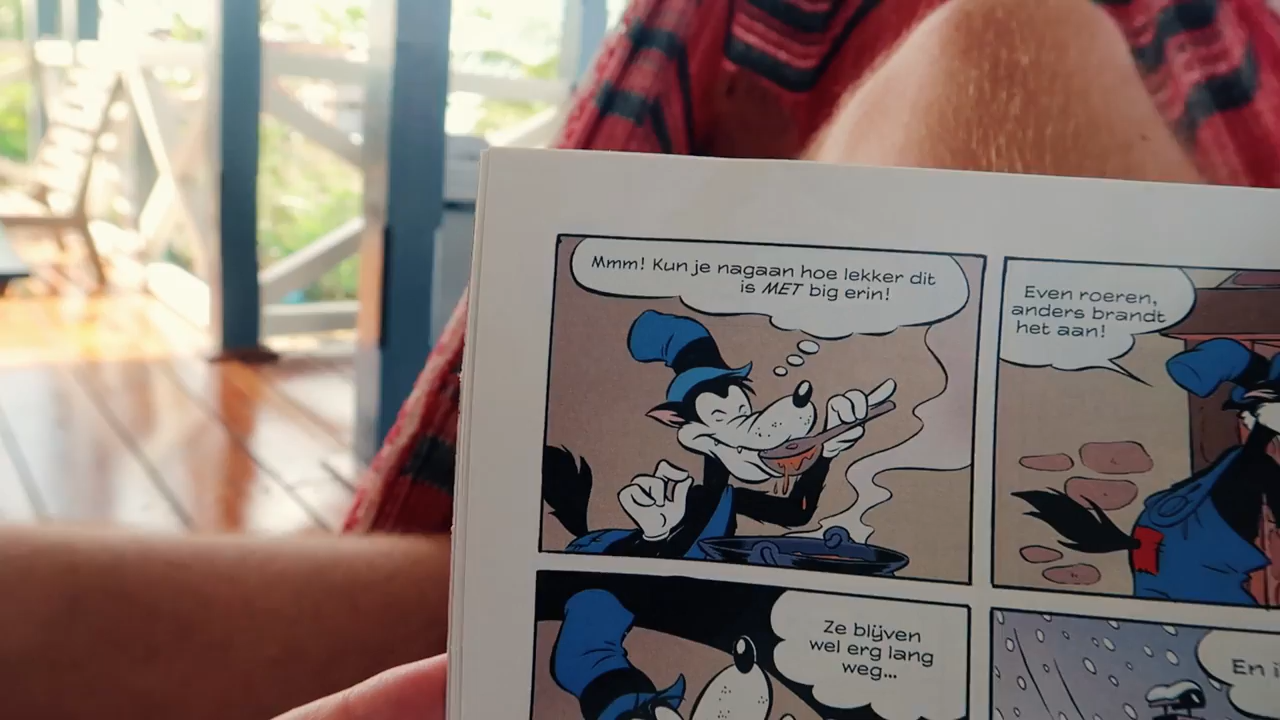 Mmm! Kun je nagaan hoe lekker dit
is MET big erin!
Even roeren,
anders brandt
het aan!
Ze blijven
wel erg lang
weg...
En